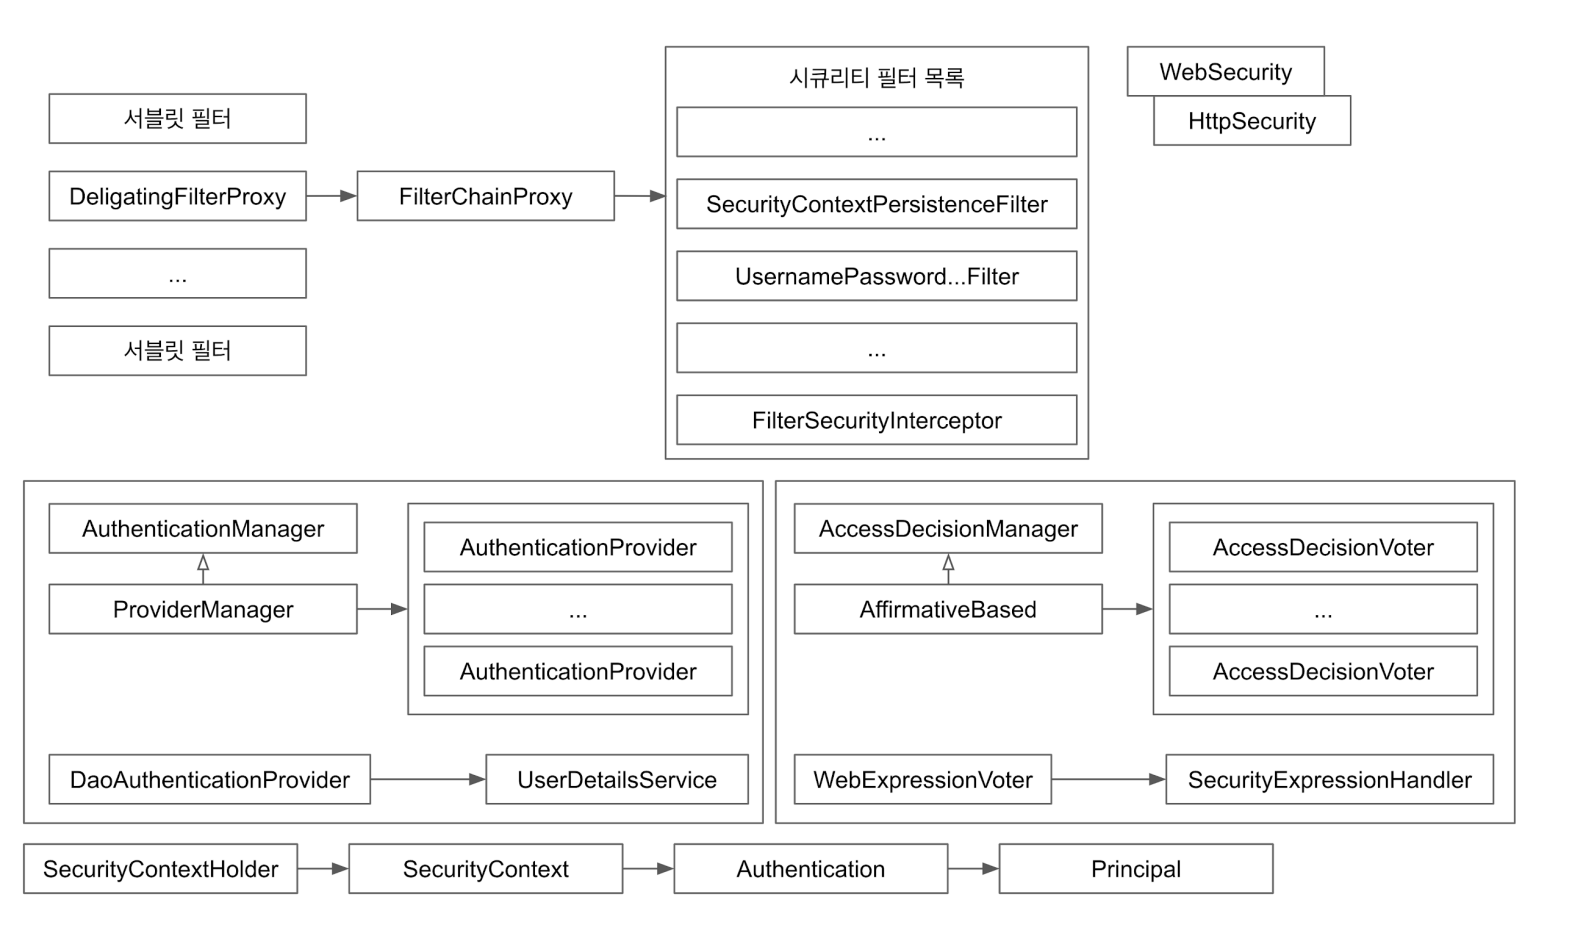 서블릿 필터
DeligatingFilterProxy
...
서블릿 필터
FilterChainProxy
시큐리티 필터 목록
...
SecurityContextPersistenceFilter
UsernamePassword...Filter
...
FilterSecurityInterceptor
WebSecurity
HttpSecurity
AuthenticationManager
ProviderManager
AuthenticationProvider
...
AuthenticationProvider
DaoAuthenticationProvider
UserDetailsService
AccessDecisionManager
AffirmativeBased
AccessDecisionVoter
...
AccessDecisionVoter
WebExpressionVoter
SecurityExpressionHandler
SecurityContextHolder
SecurityContext
Authentication
Principal